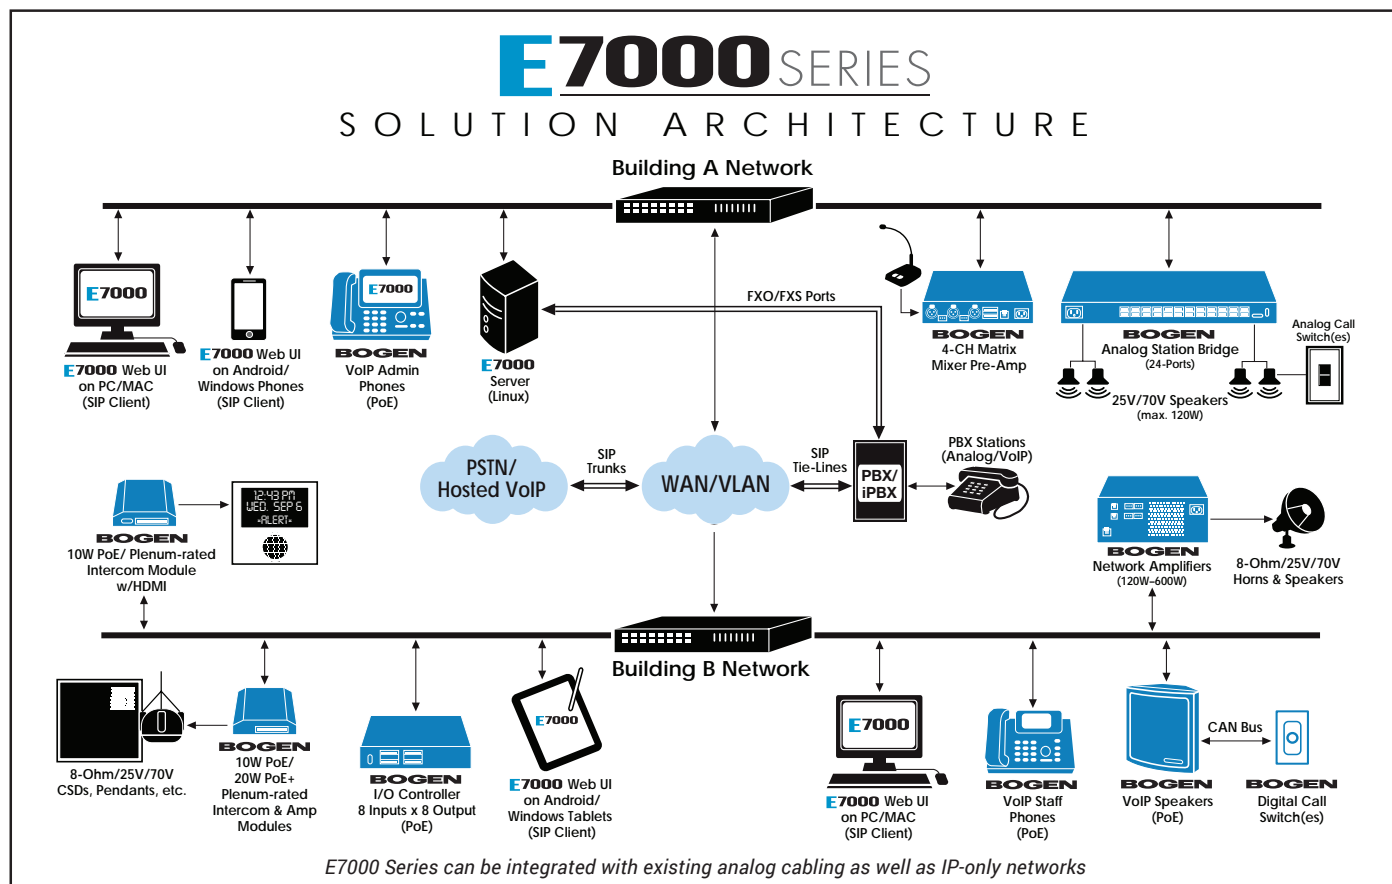 E7000 SERIES
SOLUTION ARCHITECTURE
Building A Network
E7000
E7000 Web UI
on PC/MAC
(SIP Client)
E7000 Web UI
on Android/
Windows Phones
(SIP Client)
E7000
BOGEN
VoIP Admin
Phones
(PoE)
E7000
Server
(Linux)
FXO/FXS Ports
BOGEN
4-CH Matrix
Mixer Pre-Amp
BOGEN
Analog Station Bridge
(24-Ports)
25V/70V Speakers
(max. 120W)
Analog Call
Switch(es)
PSTN/
Hosted VoIP
SIP
Trunks
WAN/VLAN
SIP
Tie-Lines
PBX/
iPBX
PBX Stations
(Analog/VoIP)
BOGEN
10W PoE/ Plenum-rated
Intercom Module
w/HDMI
12:43 PM
WED. SEP 6
*ALERT*
BOGEN
Network Amplifiers
(120W–600W)
8-Ohm/25V/70V
Horns & Speakers
Building B Network
8-Ohm/25V/70V
CSDs, Pendants, etc.
BOGEN
10W PoE/
20W PoE+
Plenum-rated
Intercom & Amp
Modules
BOGEN
I/O Controller
8 Inputs x 8 Output
(PoE)
E7000
E7000 Web UI
on Android/
Windows Tablets
(SIP Client)
E7000
E7000 Web UI
on PC/MAC
(SIP Client)
BOGEN
VoIP Staff
Phones
(PoE)
BOGEN
VoIP Speakers
(PoE)
CAN Bus
BOGEN
Digital Call
Switch(es)
E7000 Series can be integrated with existing analog cabling as well as IP-only networks